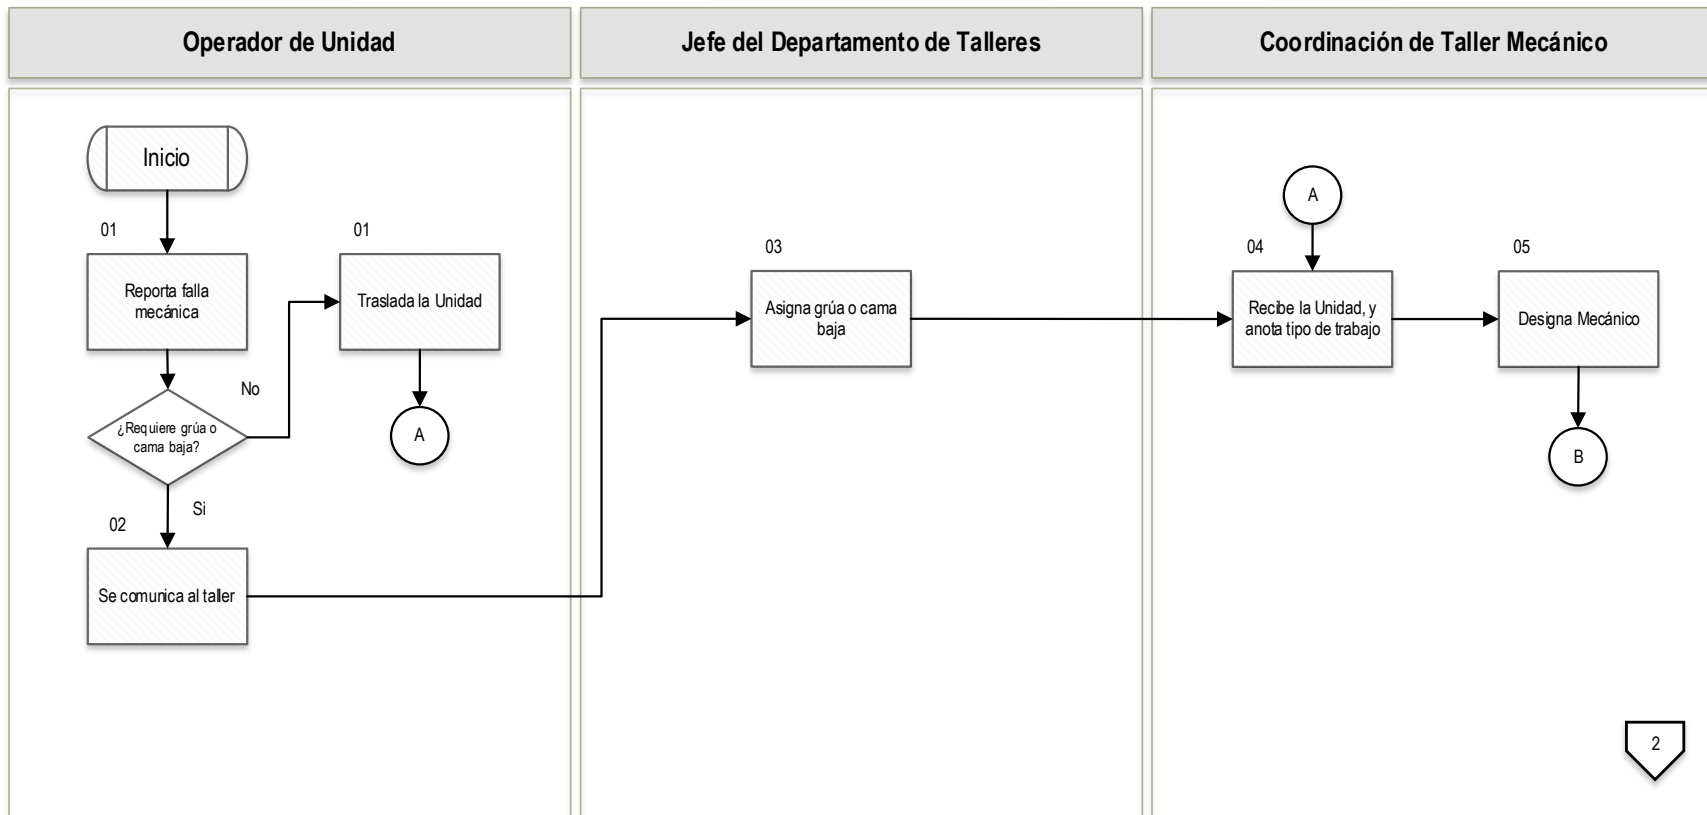 Operador de Unidad
Jefe del Departamento de Talleres
Coordinación de Taller Mecánico
Inicio
01
Reporta falla
mecánica
No
¿Requiere grúa o
cama baja?
Si
02
Se comunica al taller
01
Traslada la Unidad
A
03
Asigna grúa o cama
baja
A
04
Recibe la Unidad, y
anota tipo de trabajo
05
Designa Mecánico
B
2